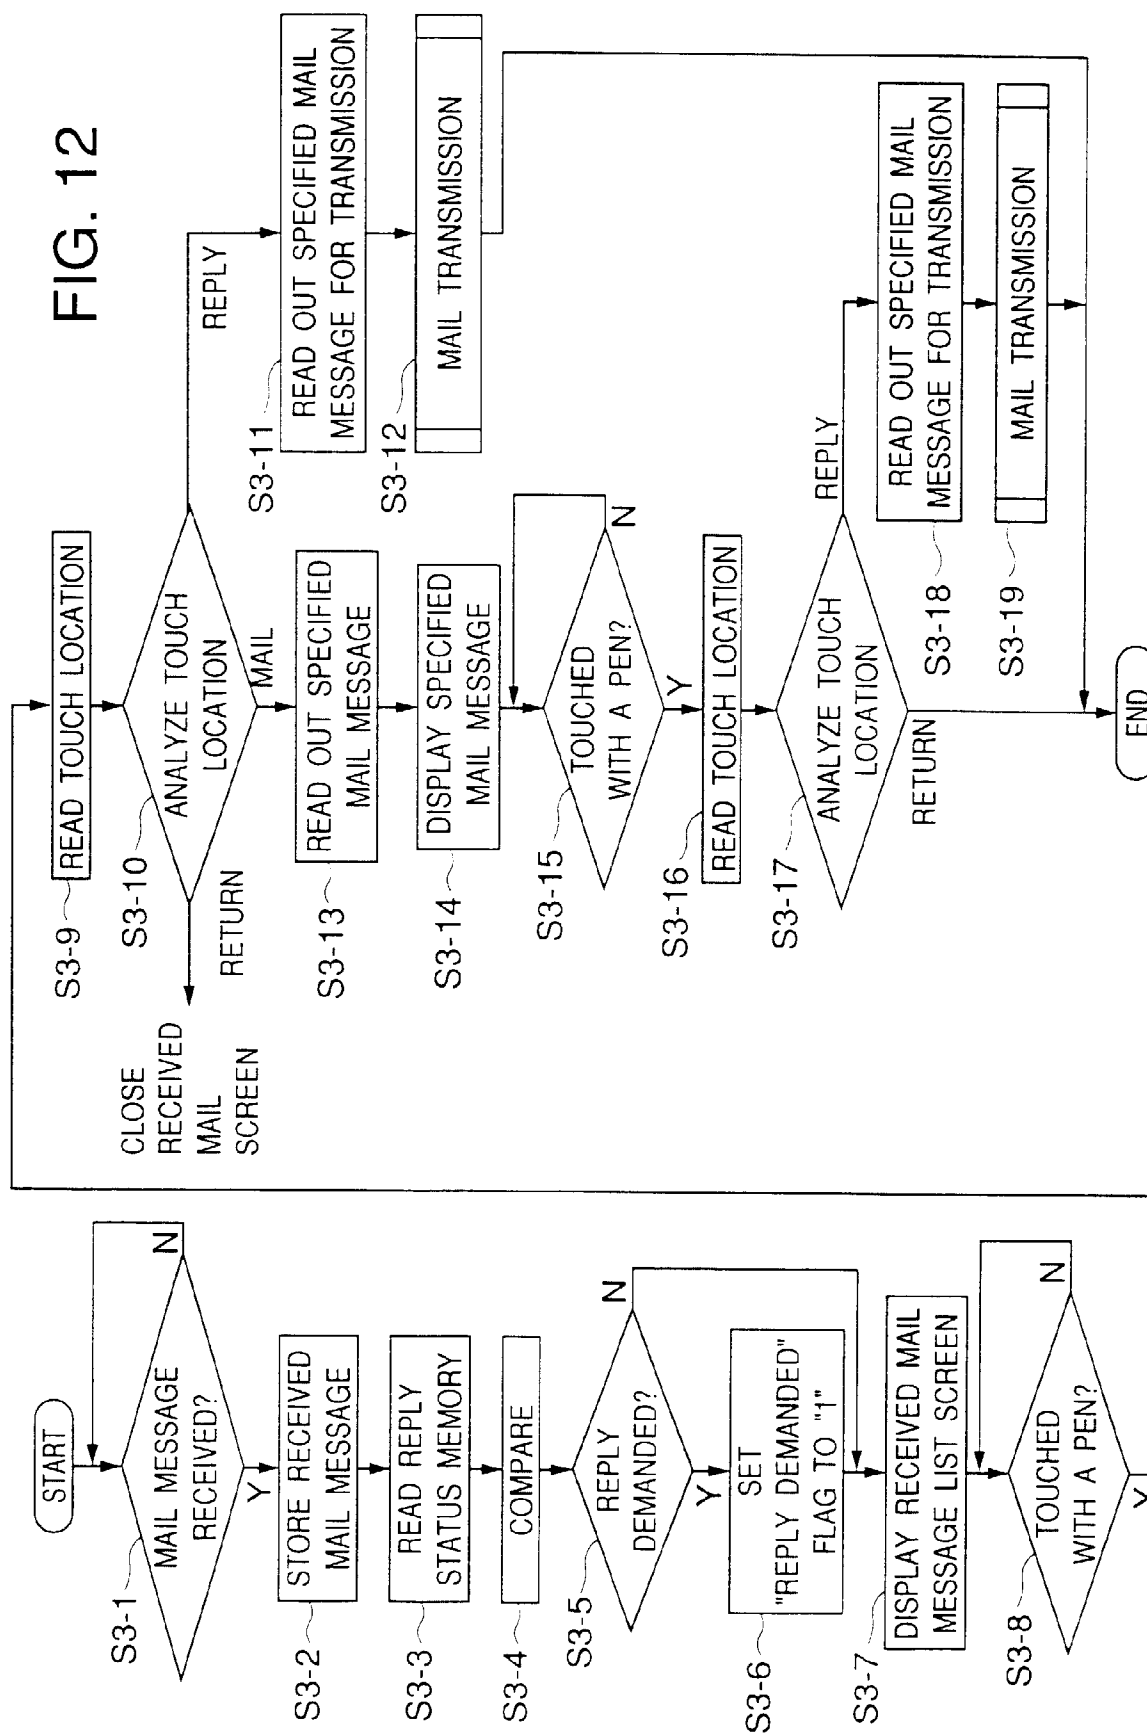 FIG. 12
START
S3-1
MAIL MESSAGE
RECEIVED?
N
Y
S3-2
STORE RECEIVED
MAIL MESSAGE
S3-3
READ REPLY
STATUS MEMORY
S3-4
COMPARE
S3-5
REPLY
DEMANDED?
N
Y
S3-6
SET
"REPLY DEMANDED"
FLAG TO "1"
S3-7
DISPLAY RECEIVED MAIL
MESSAGE LIST SCREEN
S3-8
TOUCHED
WITH A PEN?
N
Y
S3-9
READ TOUCH LOCATION
S3-10
ANALYZE TOUCH
LOCATION
RETURN
CLOSE
RECEIVED
MAIL
SCREEN
MAIL
REPLY
S3-11
READ OUT SPECIFIED MAIL
MESSAGE FOR TRANSMISSION
S3-12
MAIL TRANSMISSION
S3-13
READ OUT SPECIFIED
MAIL MESSAGE
S3-14
DISPLAY SPECIFIED
MAIL MESSAGE
S3-15
TOUCHED
WITH A PEN?
N
Y
S3-16
READ TOUCH LOCATION
S3-17
ANALYZE TOUCH
LOCATION
REPLY
RETURN
S3-18
READ OUT SPECIFIED MAIL
MESSAGE FOR TRANSMISSION
S3-19
MAIL TRANSMISSION
END